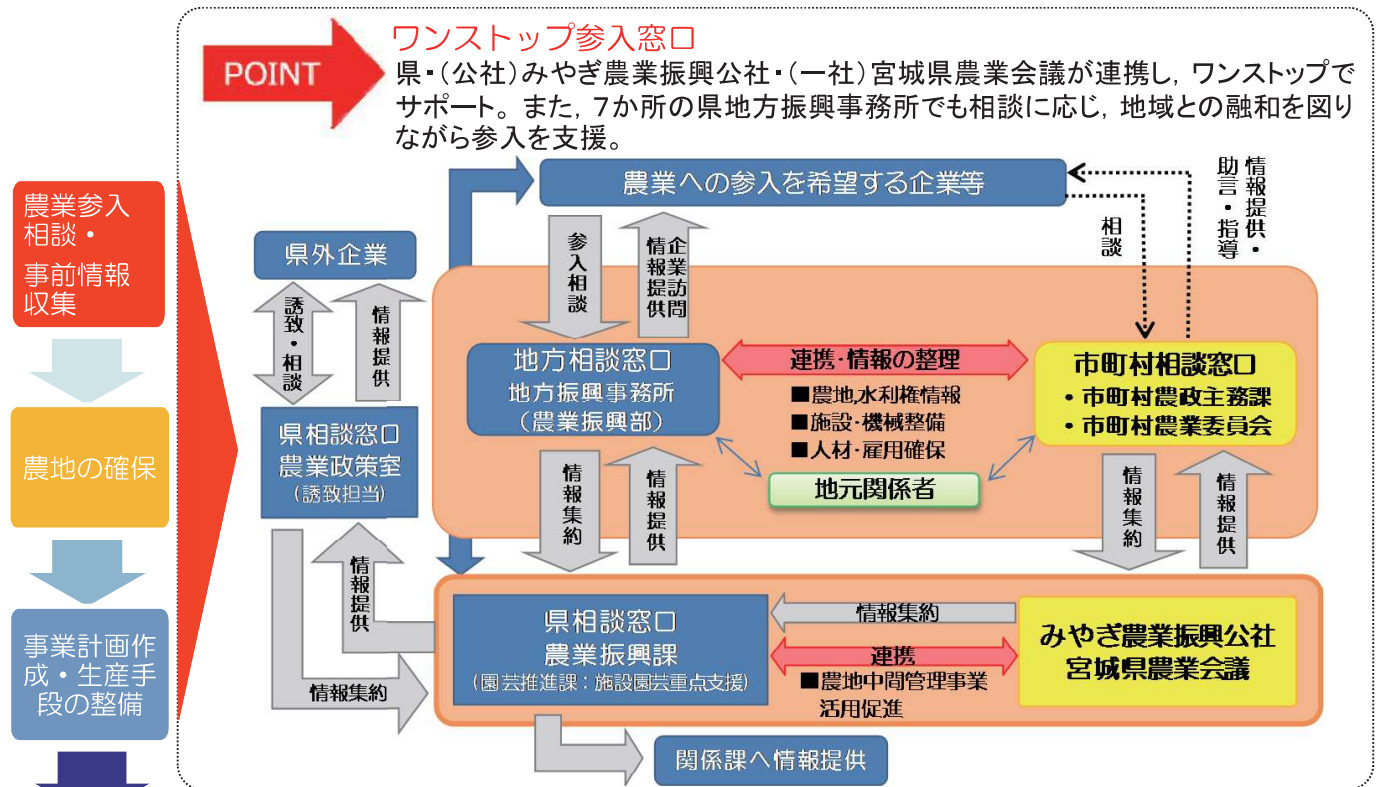 POINT
ワンストップ参入窓口
県・(公社)みやぎ農業振興公社・(一社)宮城県農業会議が連携し，ワンストップで
サポート。また，７か所の県地方振興事務所でも相談に応じ，地域との融和を図り
ながら参入を支援。
農業参入
相談・
事前情報
収集
農地の確保
事業計画作
成・生産手
段の整備
農業への参入を希望する企業等
県外企業
誘致・相談
情報提供
参入相談
企業訪問
情報提供
相談
情報提供・
助言・指導
県相談窓口
農業政策室
(誘致担当)
地方相談窓口
地方振興事務所
(農業振興部)
連携・情報の整理
■農地,水利権情報
■施設・機械整備
■人材・雇用確保
地元関係者
市町村相談窓口
・市町村農政主務課
・市町村農業委員会
情報集約
情報提供
情報集約
情報提供
情報提供
情報集約
県相談窓口
農業振興課
(園芸推進課：施設園芸重点支援)
情報集約
連携
■農地中間管理事業
活用促進
みやぎ農業振興公社
宮城県農業会議
関係課へ情報提供